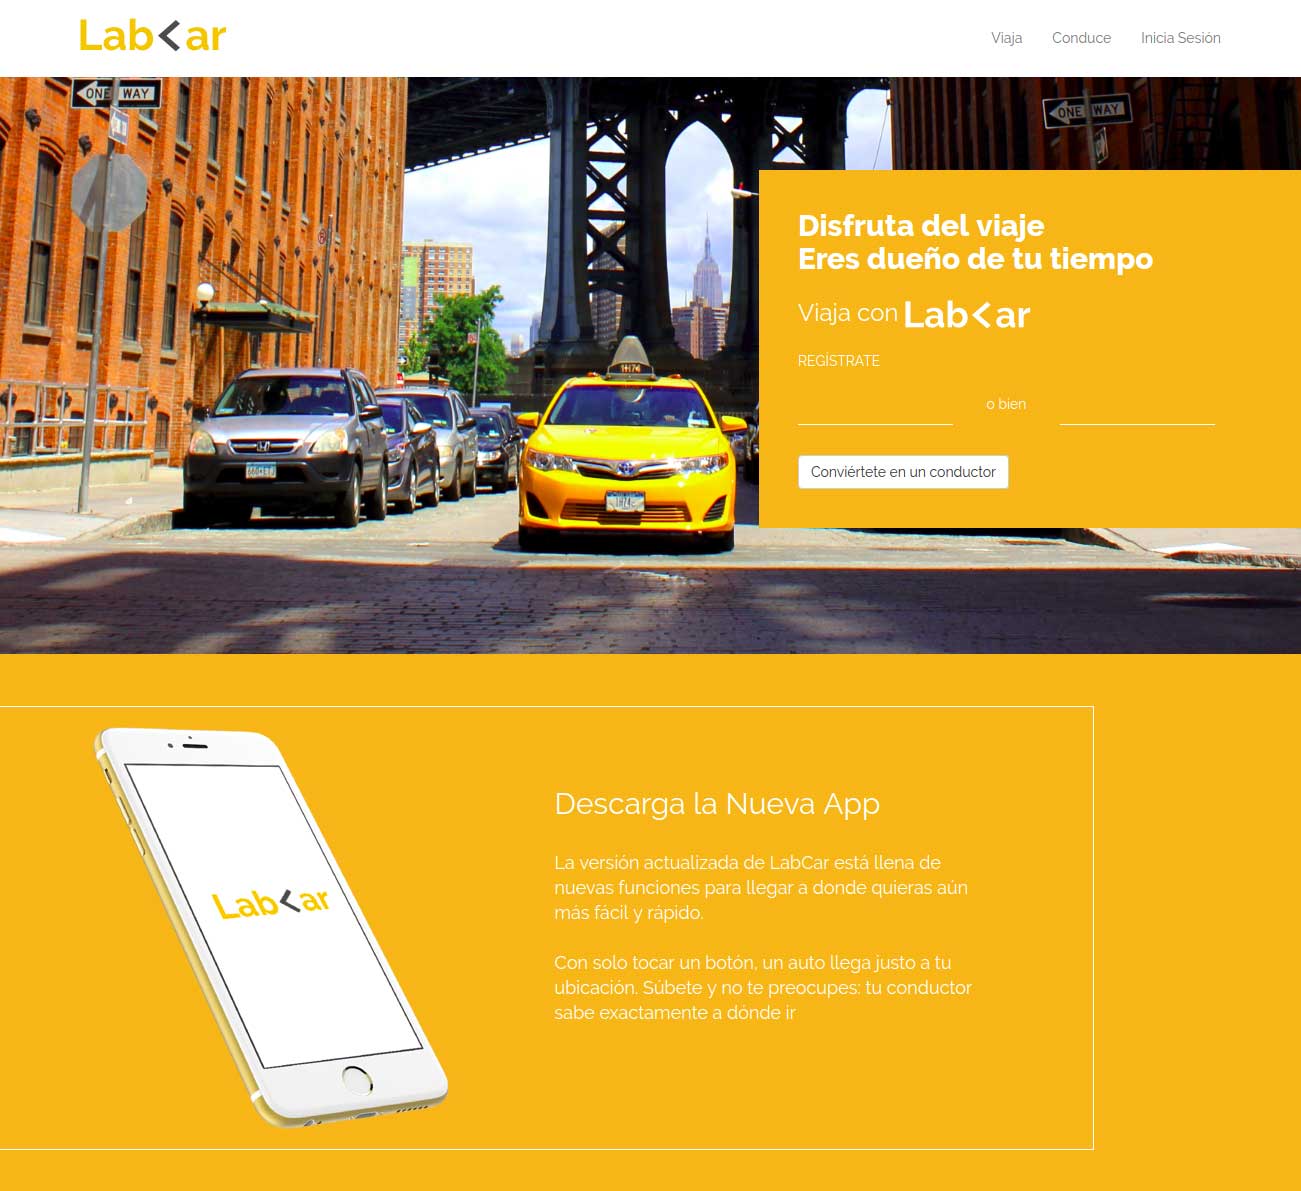 Lab<ar
Viaja
Conduce
Inicia Sesión
ONE WAY
ONE WAY
Disfruta del viaje
Eres dueño de tu tiempo
Viaja con Lab<ar
REGÍSTRATE
o bien
Conviértete en un conductor
Descarga la Nueva App
La versión actualizada de LabCar está llena de
nuevas funciones para llegar a donde quieras aún
más fácil y rápido.
Lab<ar
Con solo tocar un botón, un auto llega justo a tu
ubicación. Súbete y no te preocupes: tu conductor
sabe exactamente a dónde ir